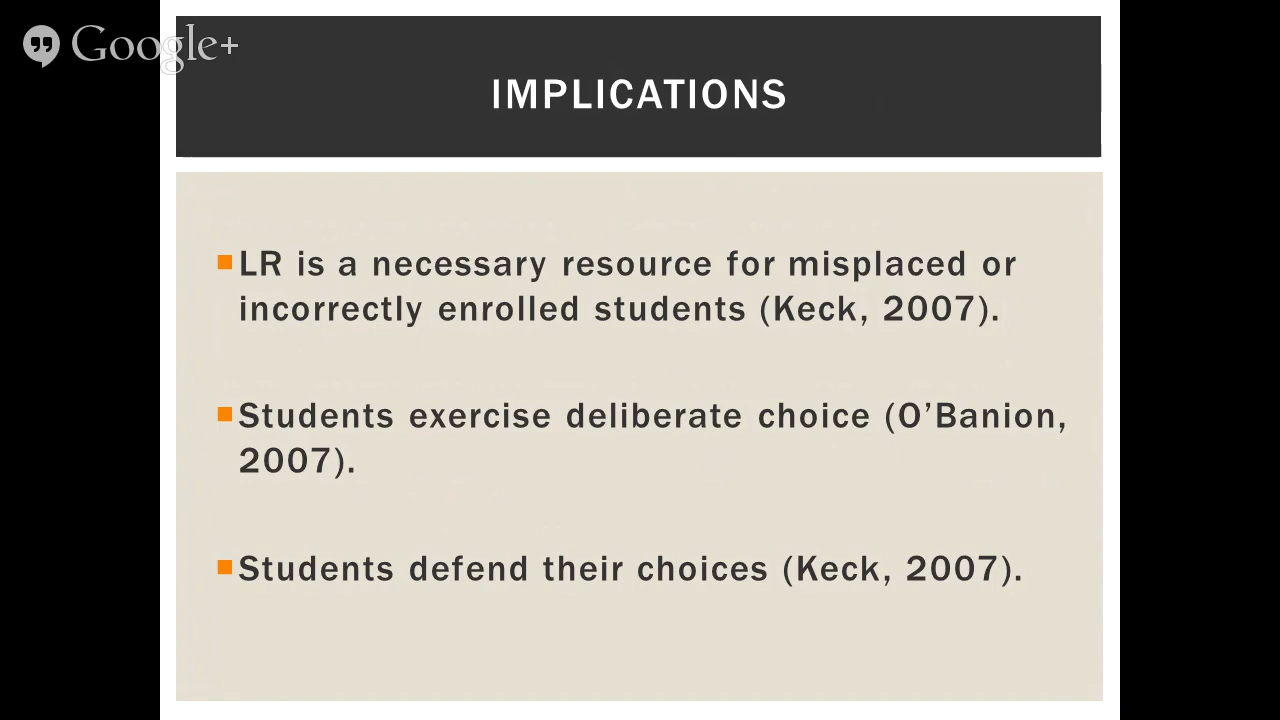 Google+
IMPLICATIONS
LR is a necessary resource for misplaced or
incorrectly enrolled students (Keck, 2007).
Students exercise deliberate choice (O’Banion,
2007).
Students defend their choices (Keck, 2007).